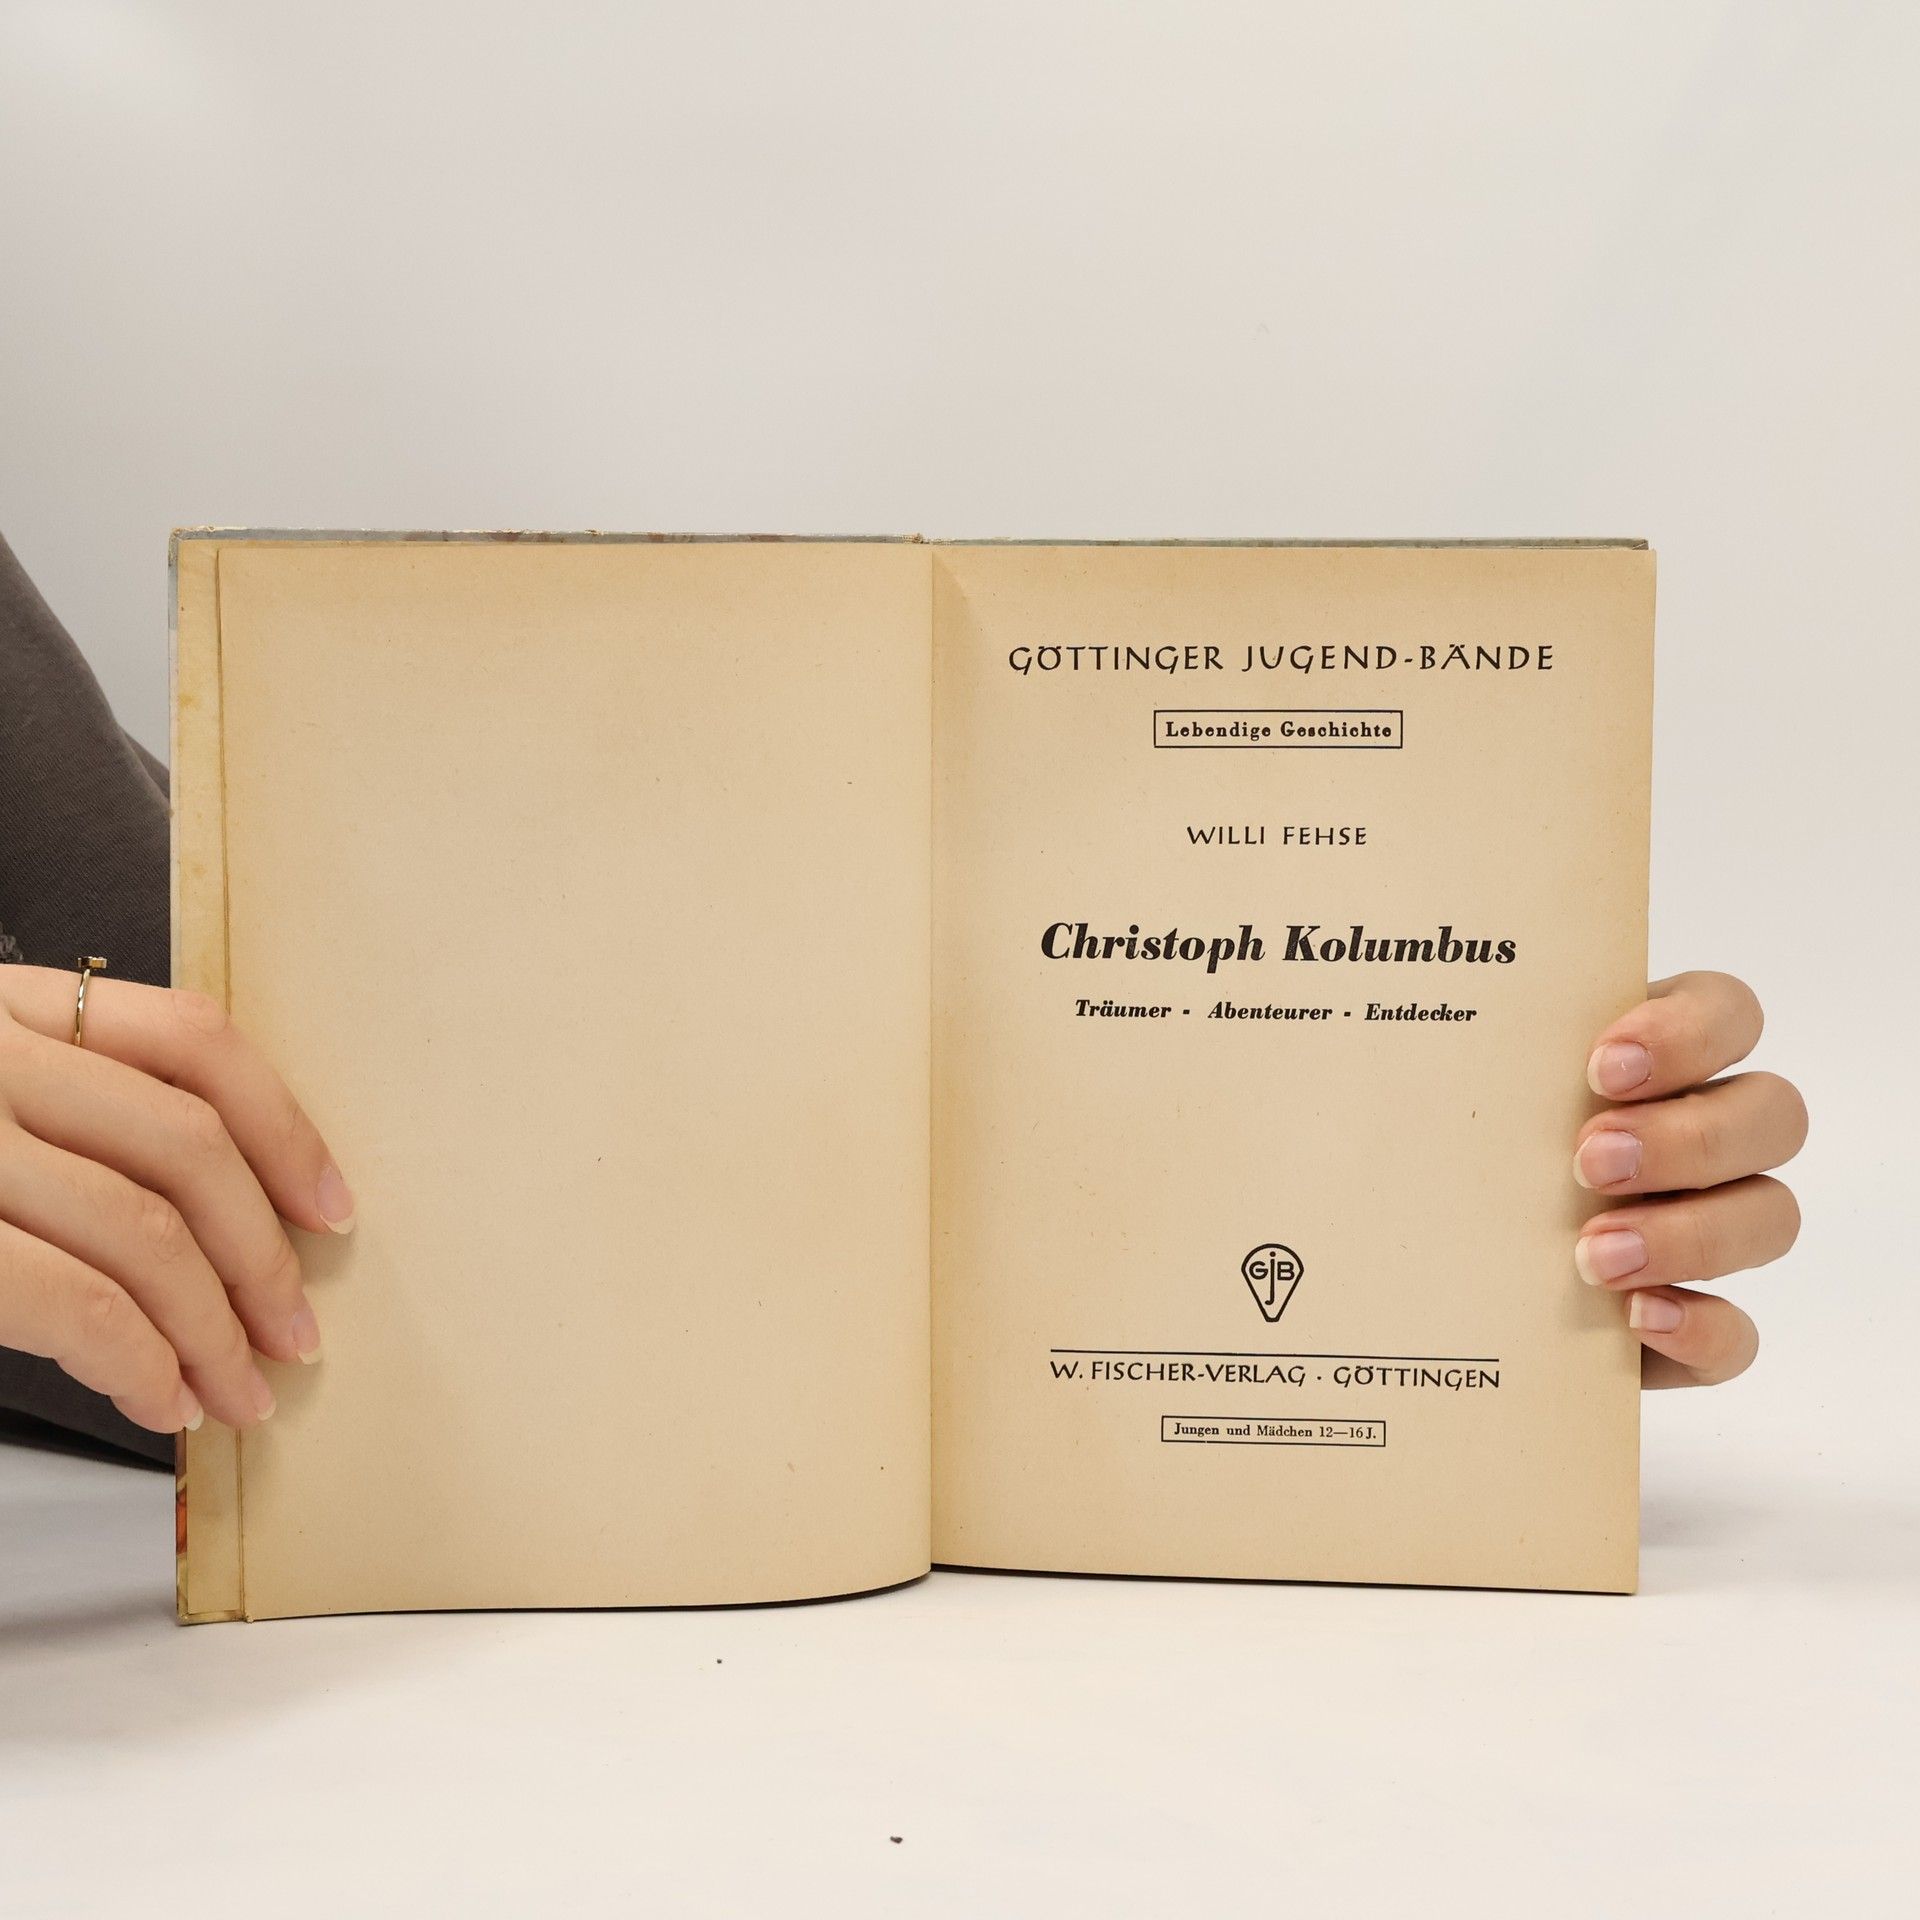 GÖTTINGER JUGEND-BÄNDE
Lebendige Geschichte
WILLI FEHSE
Christoph Kolumbus
Träumer - Abenteurer - Entdecker
GJB
W. FISCHER-VERLAG · GÖTTINGEN
Jungen und Mädchen 12—16 J.